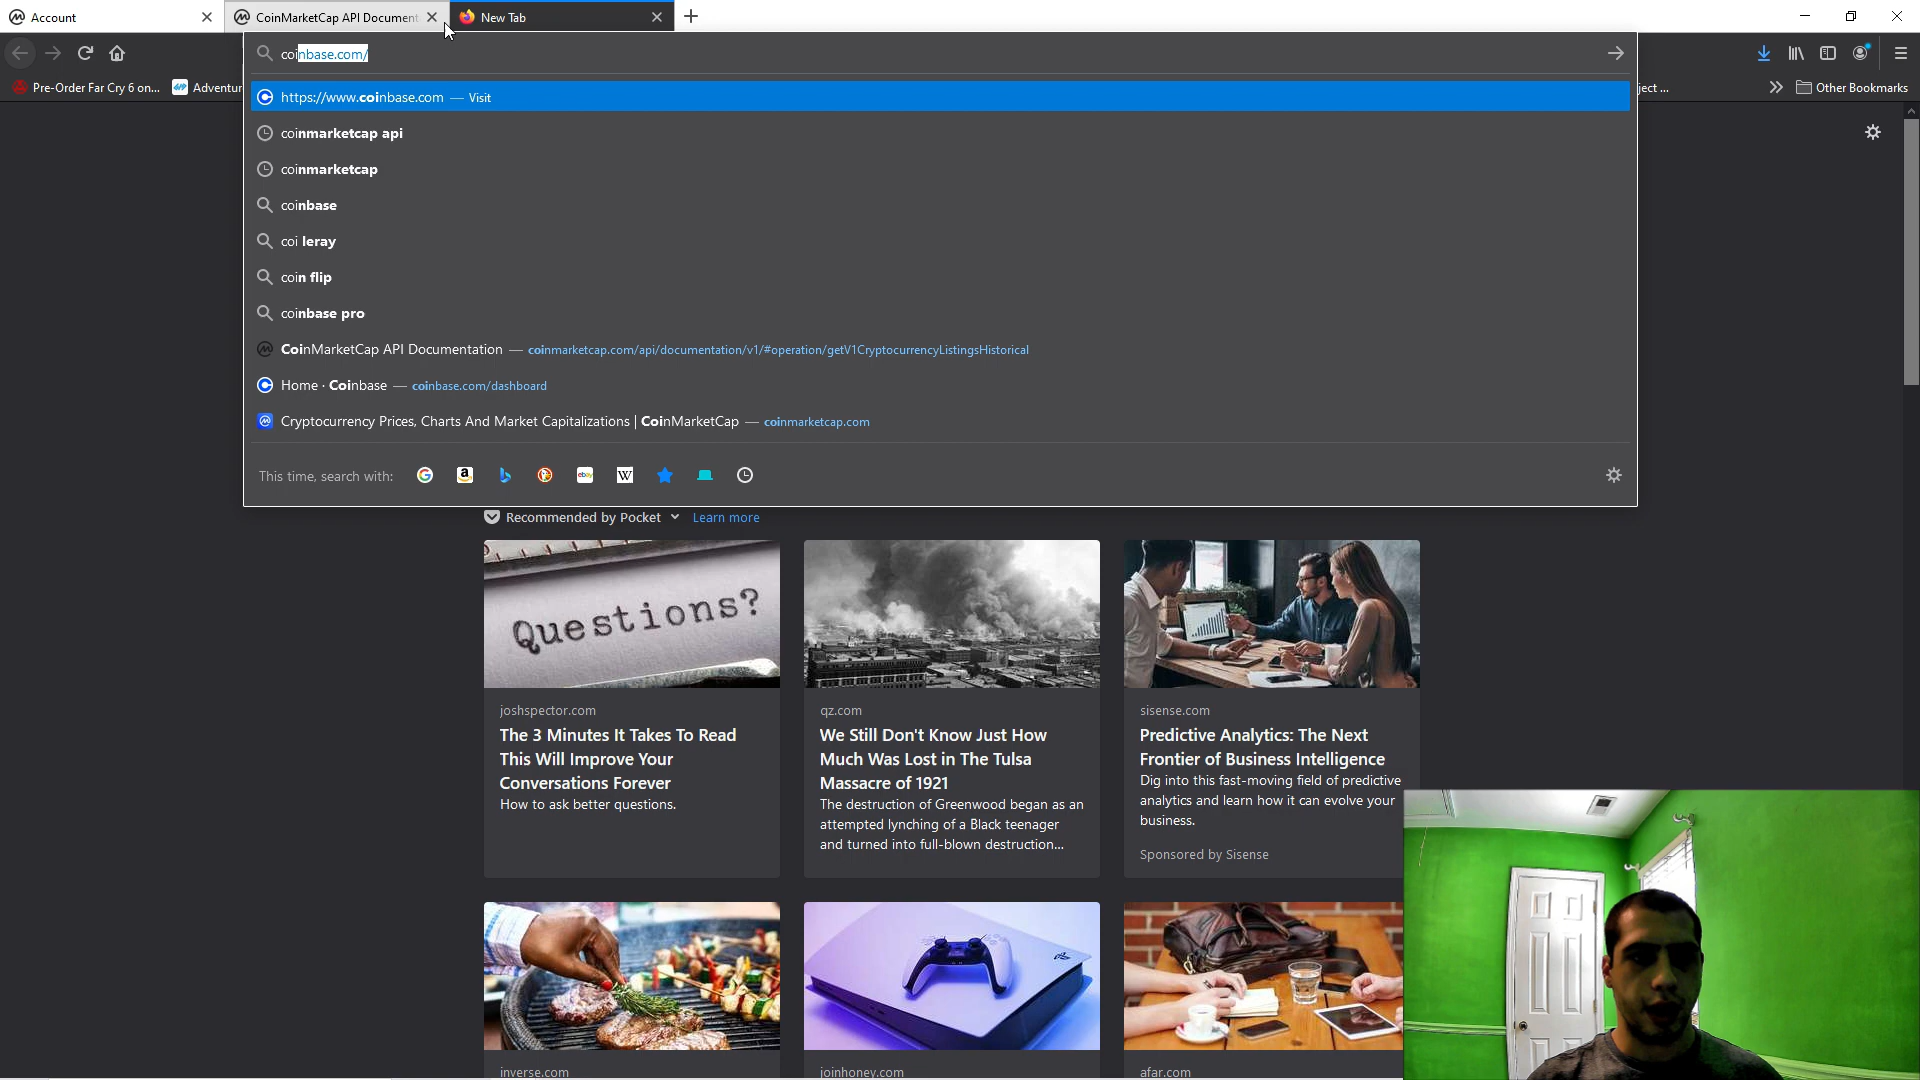 Account
CoinMarketCap API Document
New Tab
coinbase.com/
Pre-Order Far Cry 6 on...
Adventu
ject ...
Other Bookmarks
https://www.coinbase.com — Visit
coinmarketcap api
coinmarketcap
coinbase
coi leray
coin flip
coinbase pro
CoinMarketCap API Documentation — coinmarketcap.com/api/documentation/v1/#operation/getV1CryptocurrencyListingsHistorical
Home · Coinbase — coinbase.com/dashboard
Cryptocurrency Prices, Charts And Market Capitalizations | CoinMarketCap — coinmarketcap.com
This time, search with:
Recommended by Pocket
Learn more
Questions?
joshspector.com
The 3 Minutes It Takes To Read
This Will Improve Your
Conversations Forever
How to ask better questions.
qz.com
We Still Don't Know Just How
Much Was Lost in The Tulsa
Massacre of 1921
The destruction of Greenwood began as an
attempted lynching of a Black teenager
and turned into full-blown destruction...
sisense.com
Predictive Analytics: The Next
Frontier of Business Intelligence
Dig into this fast-moving field of predictive
analytics and learn how it can evolve your
business.
Sponsored by Sisense
inverse.com
joinhoney.com
afar.com